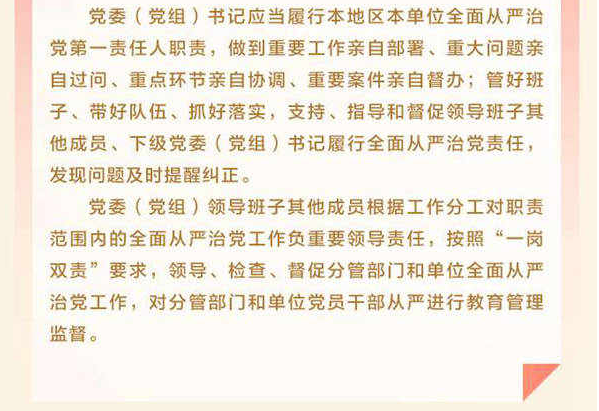 党委（党组）书记应当履行本地区本单位全面从严治
党第一责任人职责，做到重要工作亲自部署、重大问题亲
自过问、重点环节亲自协调、重要案件亲自督办；管好班
子、带好队伍、抓好落实，支持、指导和督促领导班子其
他成员、下级党委（党组）书记履行全面从严治党责任，
发现问题及时提醒纠正。
党委（党组）领导班子其他成员根据工作分工对职责
范围内的全面从严治党工作负重要领导责任，按照“一岗
双责”要求，领导、检查、督促分管部门和单位全面从严
治党工作，对分管部门和单位党员干部从严进行教育管理
监督。